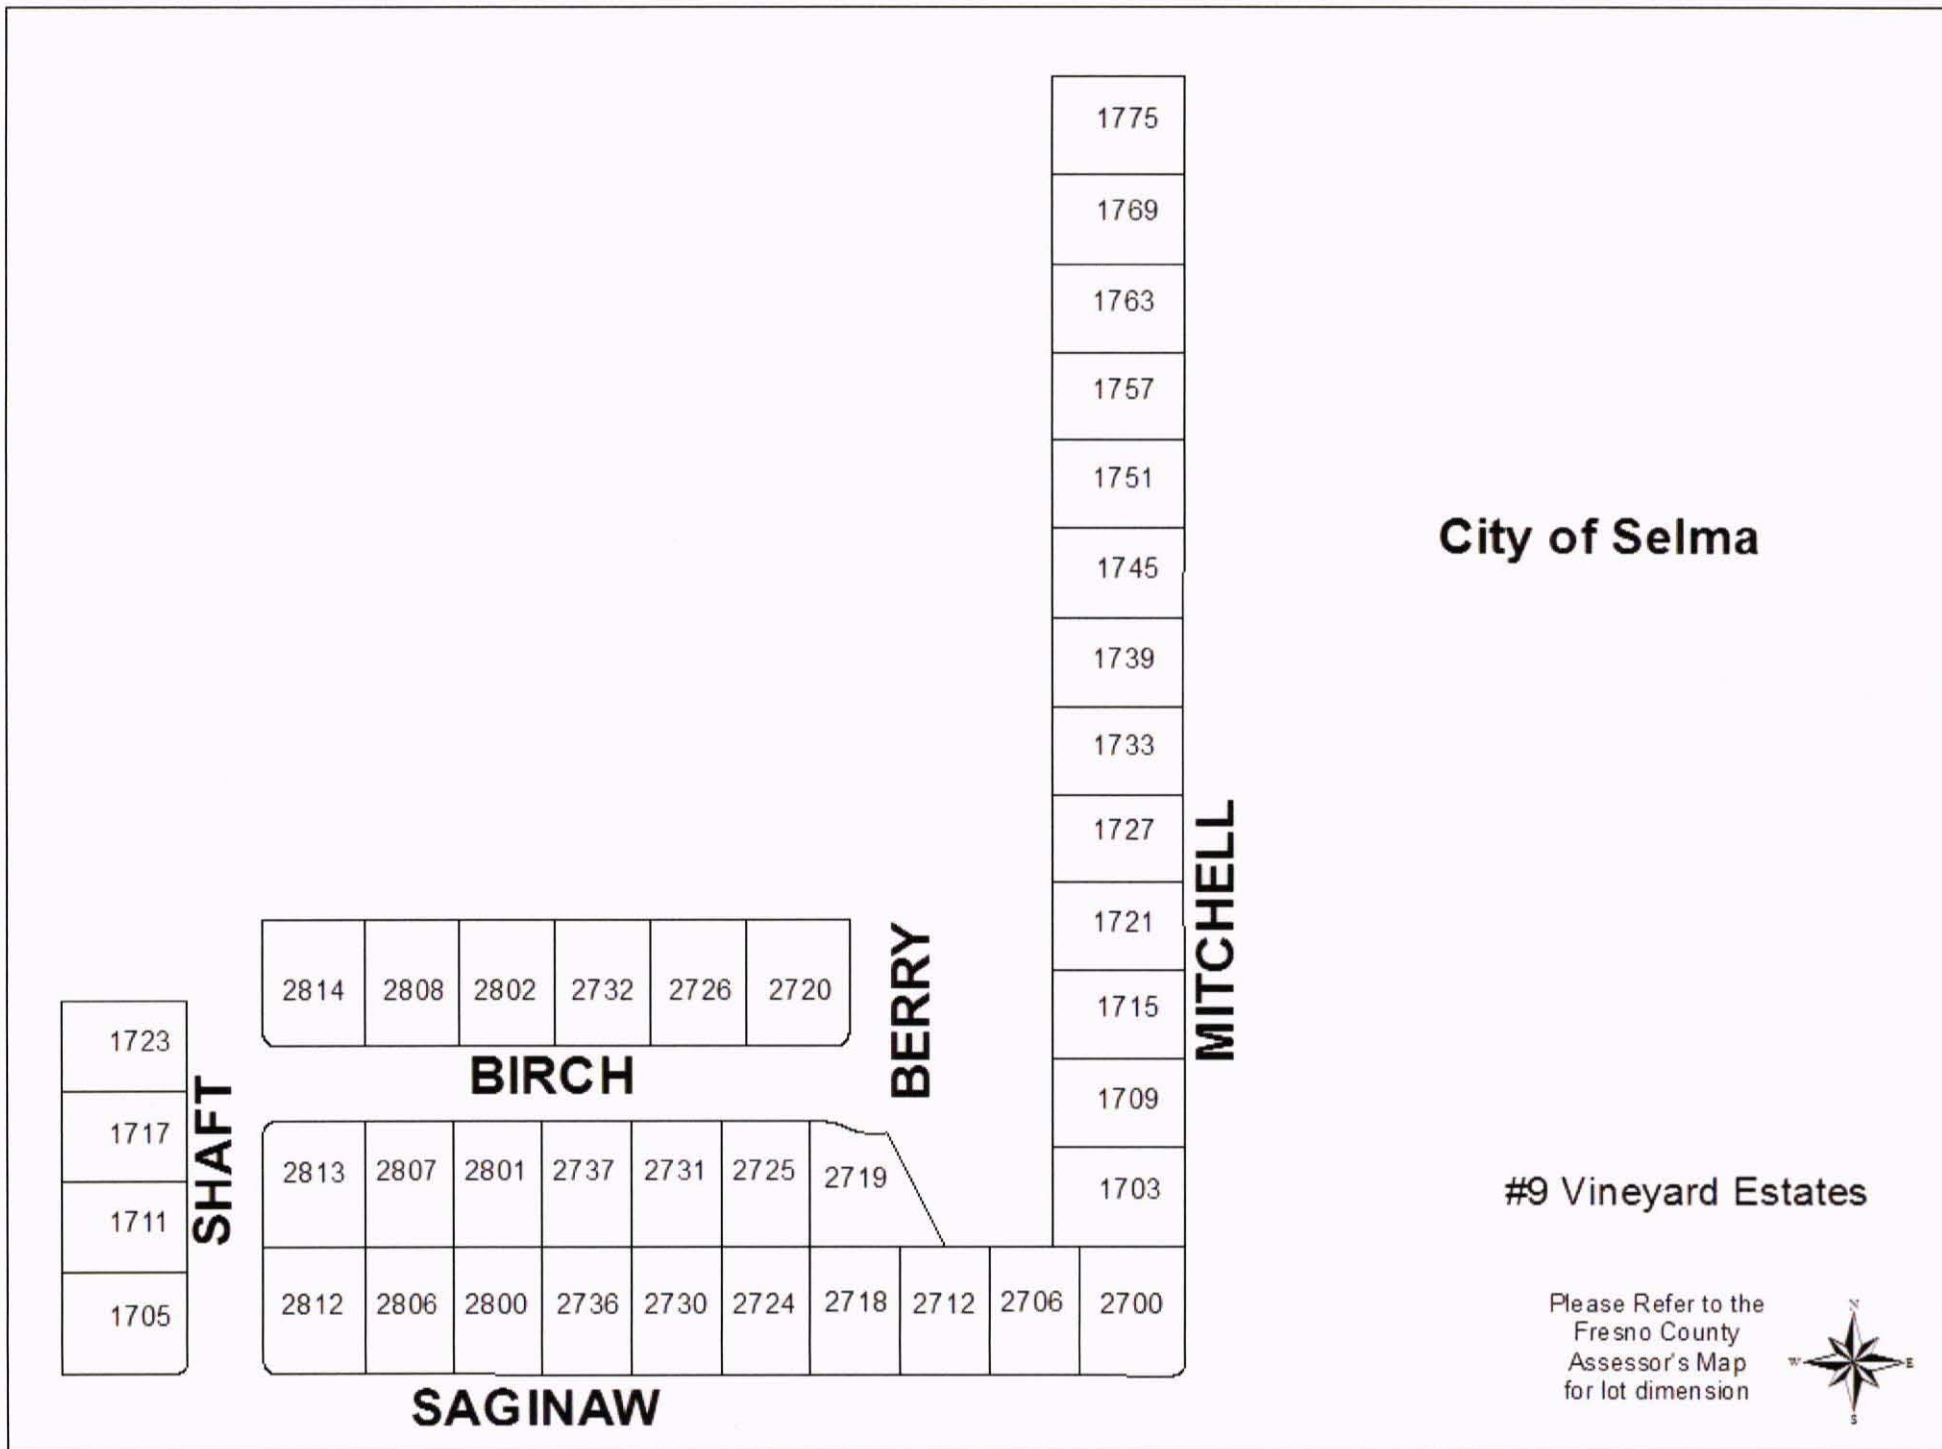 1775
1769
1763
1757
1751
City of Selma
1745
1739
1733
1727
MITCHELL
1721
BERRY
2814 2808 2802 2732 2726 2720
1715
1723
BIRCH
1709
SHAFT
1717
2813 2807 2801 2737 2731 2725 2719
1703
#9 Vineyard Estates
1711
2812 2806 2800 2736 2730 2724 2718 2712 2706 2700
1705
SAGINAW
Please Refer to the
Fresno County
Assessor's Map
for lot dimension
N
W E
S